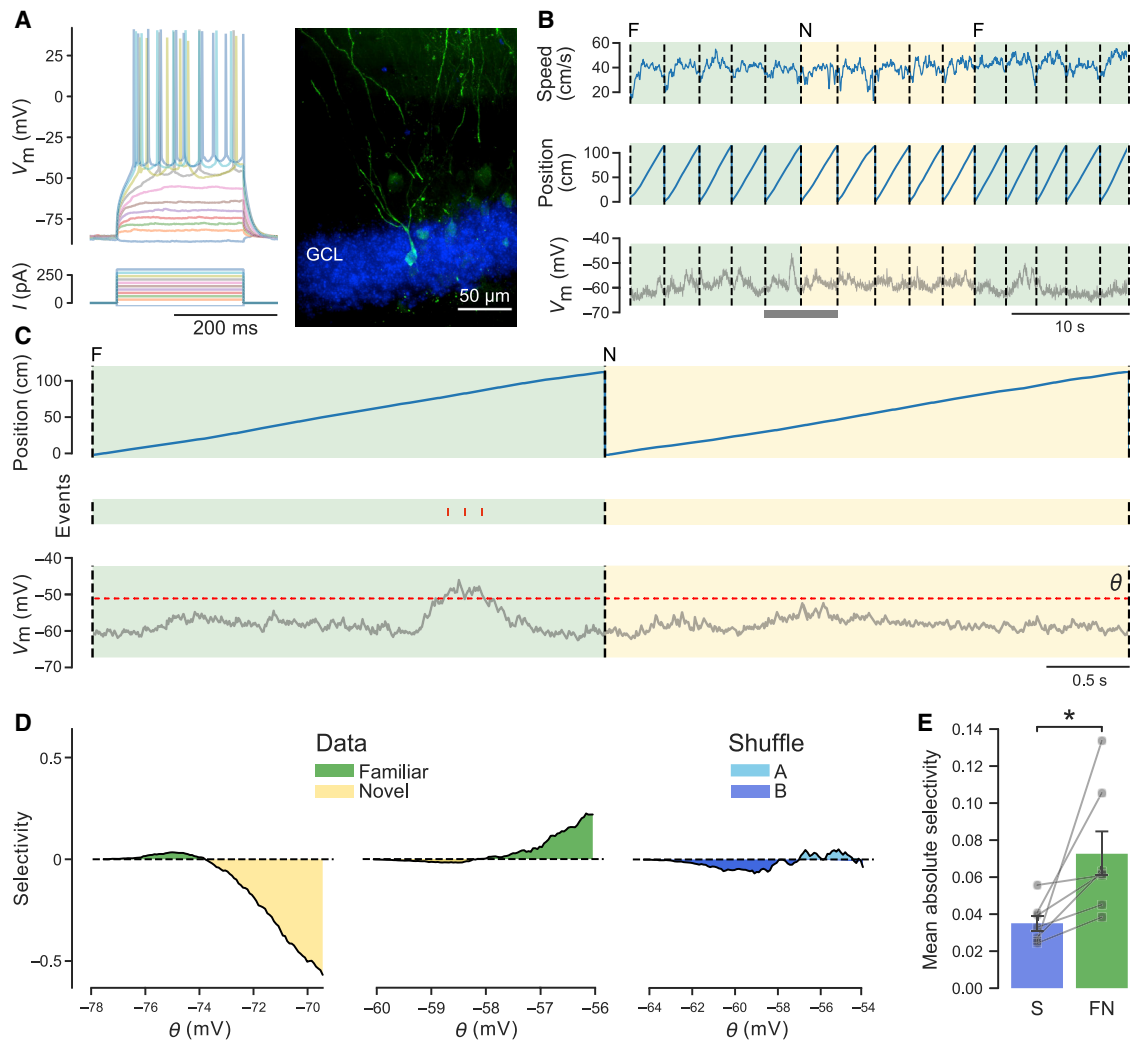 A
25
0
−25
−50
−75
Vm (mV)
250
0
I (pA)
200 ms
GCL
50 µm
B
F N F
60
40
20
Speed (cm/s)
100
50
0
Position (cm)
−40
−50
−60
−70
Vm (mV)
10 s
C
F N
100
50
0
Position (cm)
Events
−40
−50
−60
−70
Vm (mV)
θ
0.5 s
D
0.5
0
−0.5
Selectivity
Data
Familiar
Novel
Shuffle
A
B
−78 −76 −74 −72 −70
θ (mV)
−60 −59 −58 −57 −56
θ (mV)
−64 −62 −60 −58 −56 −54
θ (mV)
E
*
0.14
0.12
0.10
0.08
0.06
0.04
0.02
0.00
Mean absolute selectivity
S FN